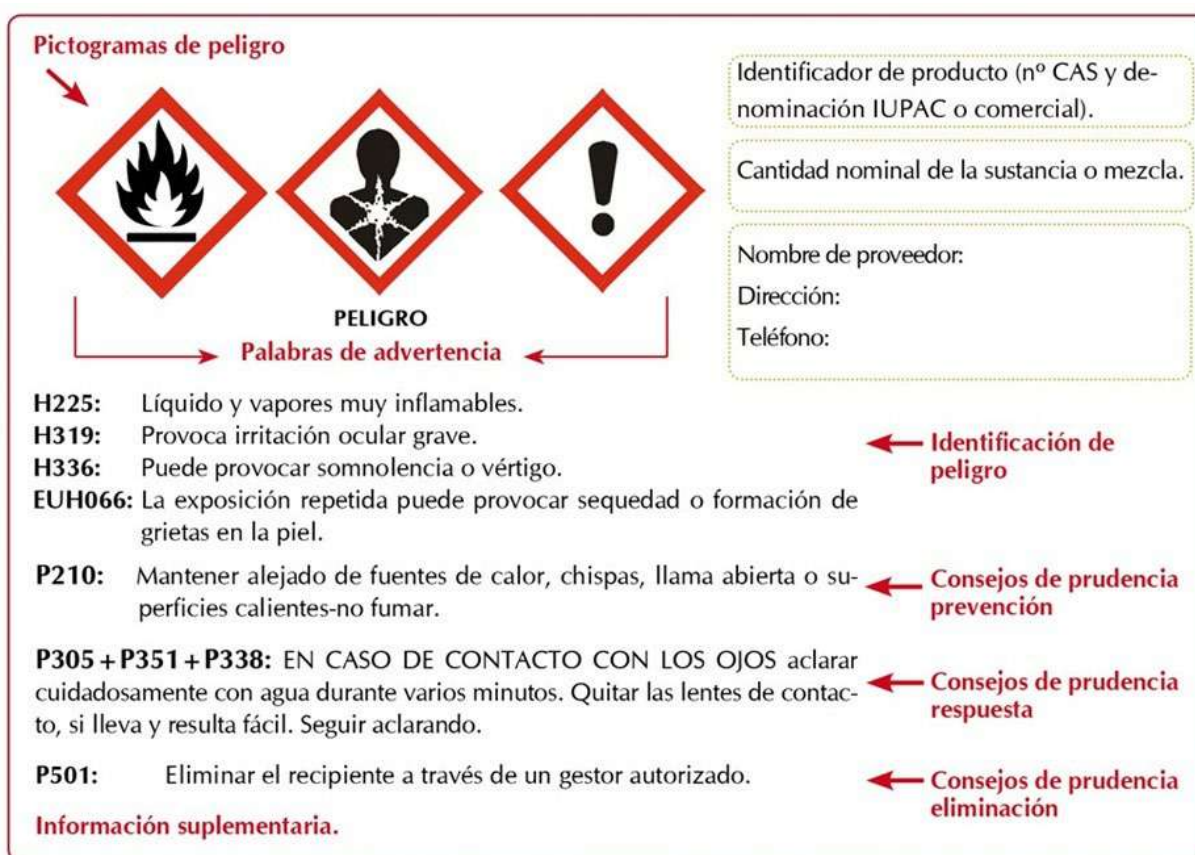 Pictogramas de peligro
PELIGRO
Palabras de advertencia
Identificador de producto (nº CAS y de-
nominación IUPAC o comercial).
Cantidad nominal de la sustancia o mezcla.
Nombre de proveedor:
Dirección:
Teléfono:
H225: Líquido y vapores muy inflamables.
H319: Provoca irritación ocular grave.
H336: Puede provocar somnolencia o vértigo.
EUH066: La exposición repetida puede provocar sequedad o formación de
grietas en la piel.
Identificación de
peligro
P210: Mantener alejado de fuentes de calor, chispas, llama abierta o su-
perficies calientes-no fumar.
Consejos de prudencia
prevención
P305+P351+P338: EN CASO DE CONTACTO CON LOS OJOS aclarar
cuidadosamente con agua durante varios minutos. Quitar las lentes de contac-
to, si lleva y resulta fácil. Seguir aclarando.
Consejos de prudencia
respuesta
P501: Eliminar el recipiente a través de un gestor autorizado.
Consejos de prudencia
eliminación
Información suplementaria.